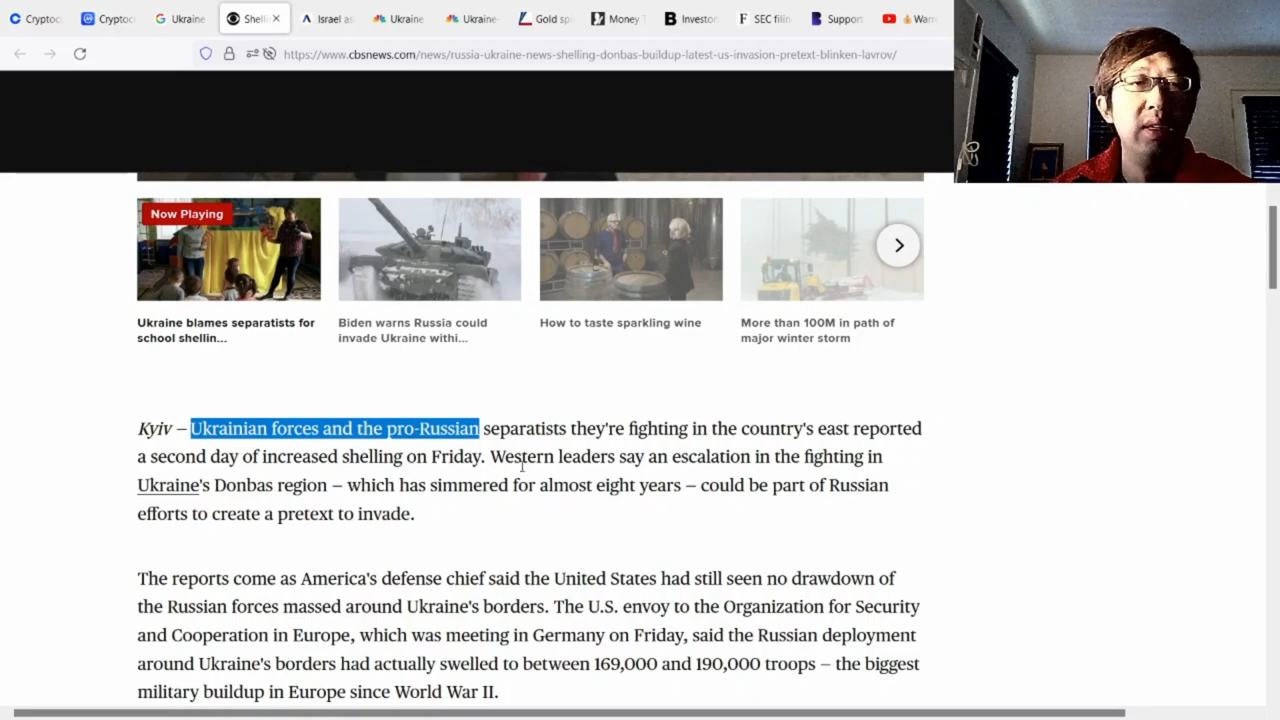 Cryptoc
Cryptoc
Ukraine
Shelli
Israel as
Ukraine
Ukraine-
Gold sp
Money T
Investor
SEC filin
Support
Warn
https://www.cbsnews.com/news/russia-ukraine-news-shelling-donbas-buildup-latest-us-invasion-pretext-blinken-lavrov/
Now Playing
Ukraine blames separatists for
school shellin...
Biden warns Russia could
invade Ukraine withi...
How to taste sparkling wine
More than 100M in path of
major winter storm
Kyiv – Ukrainian forces and the pro-Russian separatists they're fighting in the country's east reported
a second day of increased shelling on Friday. Western leaders say an escalation in the fighting in
Ukraine's Donbas region – which has simmered for almost eight years – could be part of Russian
efforts to create a pretext to invade.
The reports come as America's defense chief said the United States had still seen no drawdown of
the Russian forces massed around Ukraine's borders. The U.S. envoy to the Organization for Security
and Cooperation in Europe, which was meeting in Germany on Friday, said the Russian deployment
around Ukraine's borders had actually swelled to between 169,000 and 190,000 troops – the biggest
military buildup in Europe since World War II.